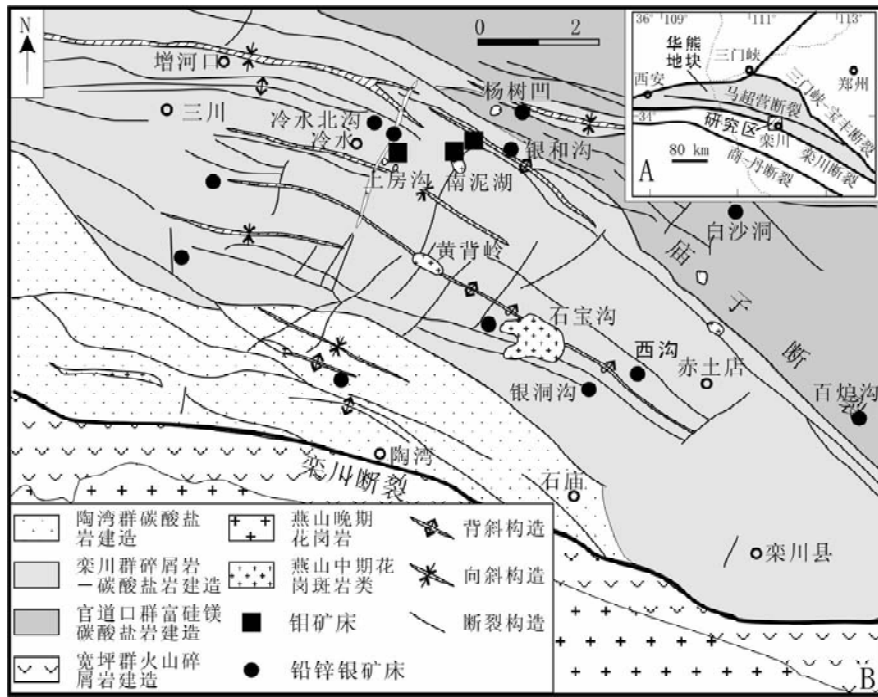 N
0 2
增河口
三川
冷水北沟
冷水
杨树凹
银和沟
上房沟
南泥湖
黄背岭
石宝沟
西沟
银洞沟
赤土店
白沙洞
庙子断裂
百炉沟
陶湾
栾川断裂
石庙
栾川县
B
36° 109° 111° 113°
华熊
地块
三门峡
西安
郑州
马超营断裂
三门峡-宝丰断裂
34°
研究区
栾川
栾川断裂
商-丹断裂
80 km
A
陶湾群碳酸盐
岩建造
栾川群碎屑岩
-碳酸盐岩建造
官道口群富硅镁
碳酸盐岩建造
宽坪群火山碎
屑岩建造
燕山晚期
花岗岩
燕山中期花
岗斑岩类
钼矿床
铅锌银矿床
背斜构造
向斜构造
断裂构造